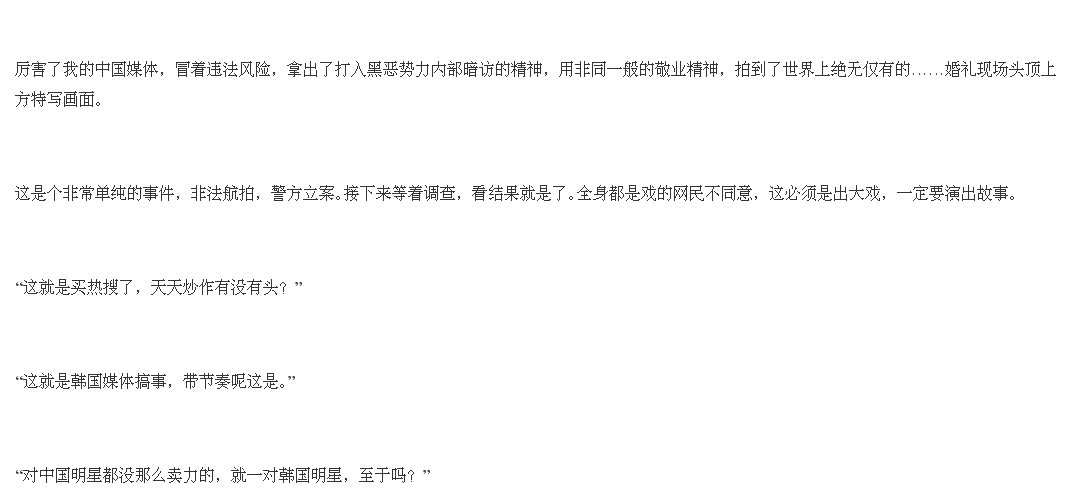 厉害了我的中国媒体，冒着违法风险，拿出了打入黑恶势力内部暗访的精神，用非同一般的敬业精神，拍到了世界上绝无仅有的……婚礼现场头顶上
方特写画面。
这是个非常单纯的事件，非法航拍，警方立案。接下来等着调查，看结果就是了。全身都是戏的网民不同意，这必须是出大戏，一定要演出故事。
“这就是买热搜了，天天炒作有没有头？”
“这就是韩国媒体搞事，带节奏呢这是。”
“对中国明星都没那么卖力的，就一对韩国明星，至于吗？”